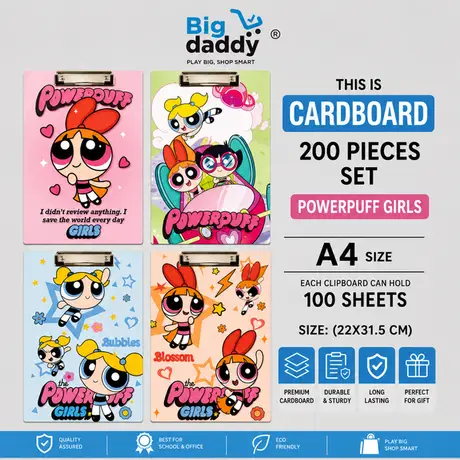 Big
daddy ®
PLAY BIG, SHOP SMART
POWERPUFF
I didn't review anything. I
save the world every day
GIRLS
POWERPUFF
Bubbles
the
POWERPUFF
GIRLS
Blossom
the
POWERPUFF
GIRLS
THIS IS
CARDBOARD
200 PIECES
SET
POWERPUFF GIRLS
A4 SIZE
EACH CLIPBOARD CAN HOLD
100 SHEETS
SIZE: (22X31.5 CM)
PREMIUM
CARDBOARD
DURABLE
& STURDY
LONG
LASTING
PERFECT
FOR GIFT
QUALITY
ASSURED
BEST FOR
SCHOOL & OFFICE
ECO
FRIENDLY
PLAY BIG
SHOP SMART